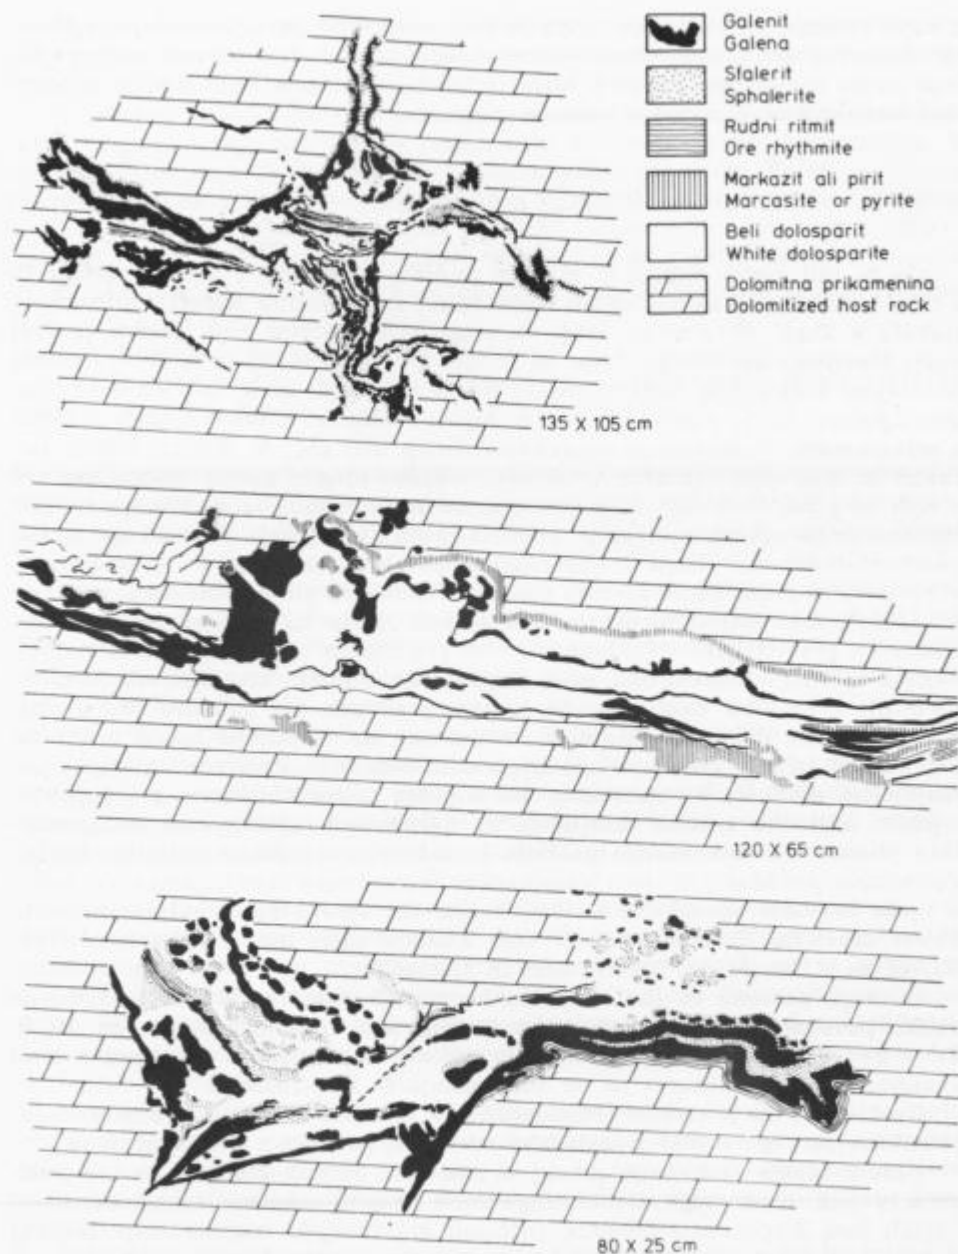 Galenit
Galena
Sfalerit
Sphalerite
Rudni ritmit
Ore rhythmite
Markazit ali pirit
Marcasite or pyrite
Beli dolosparit
White dolosparite
Dolomitna prikamenina
Dolomitized host rock
135 X 105 cm
120 X 65 cm
80 X 25 cm